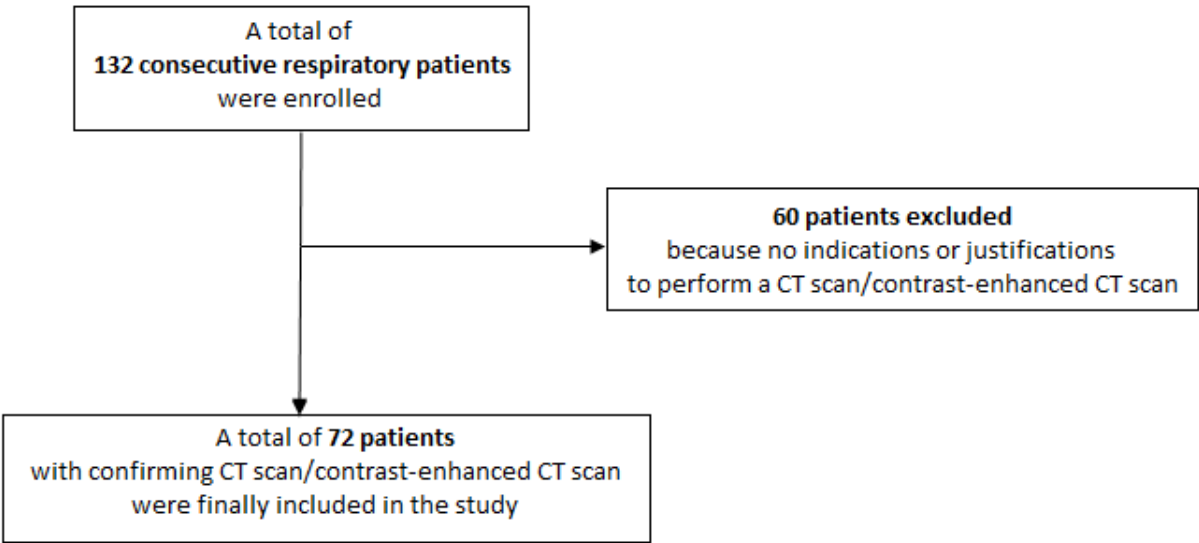 A total of
132 consecutive respiratory patients
were enrolled
60 patients excluded
because no indications or justifications
to perform a CT scan/contrast-enhanced CT scan
A total of 72 patients
with confirming CT scan/contrast-enhanced CT scan
were finally included in the study